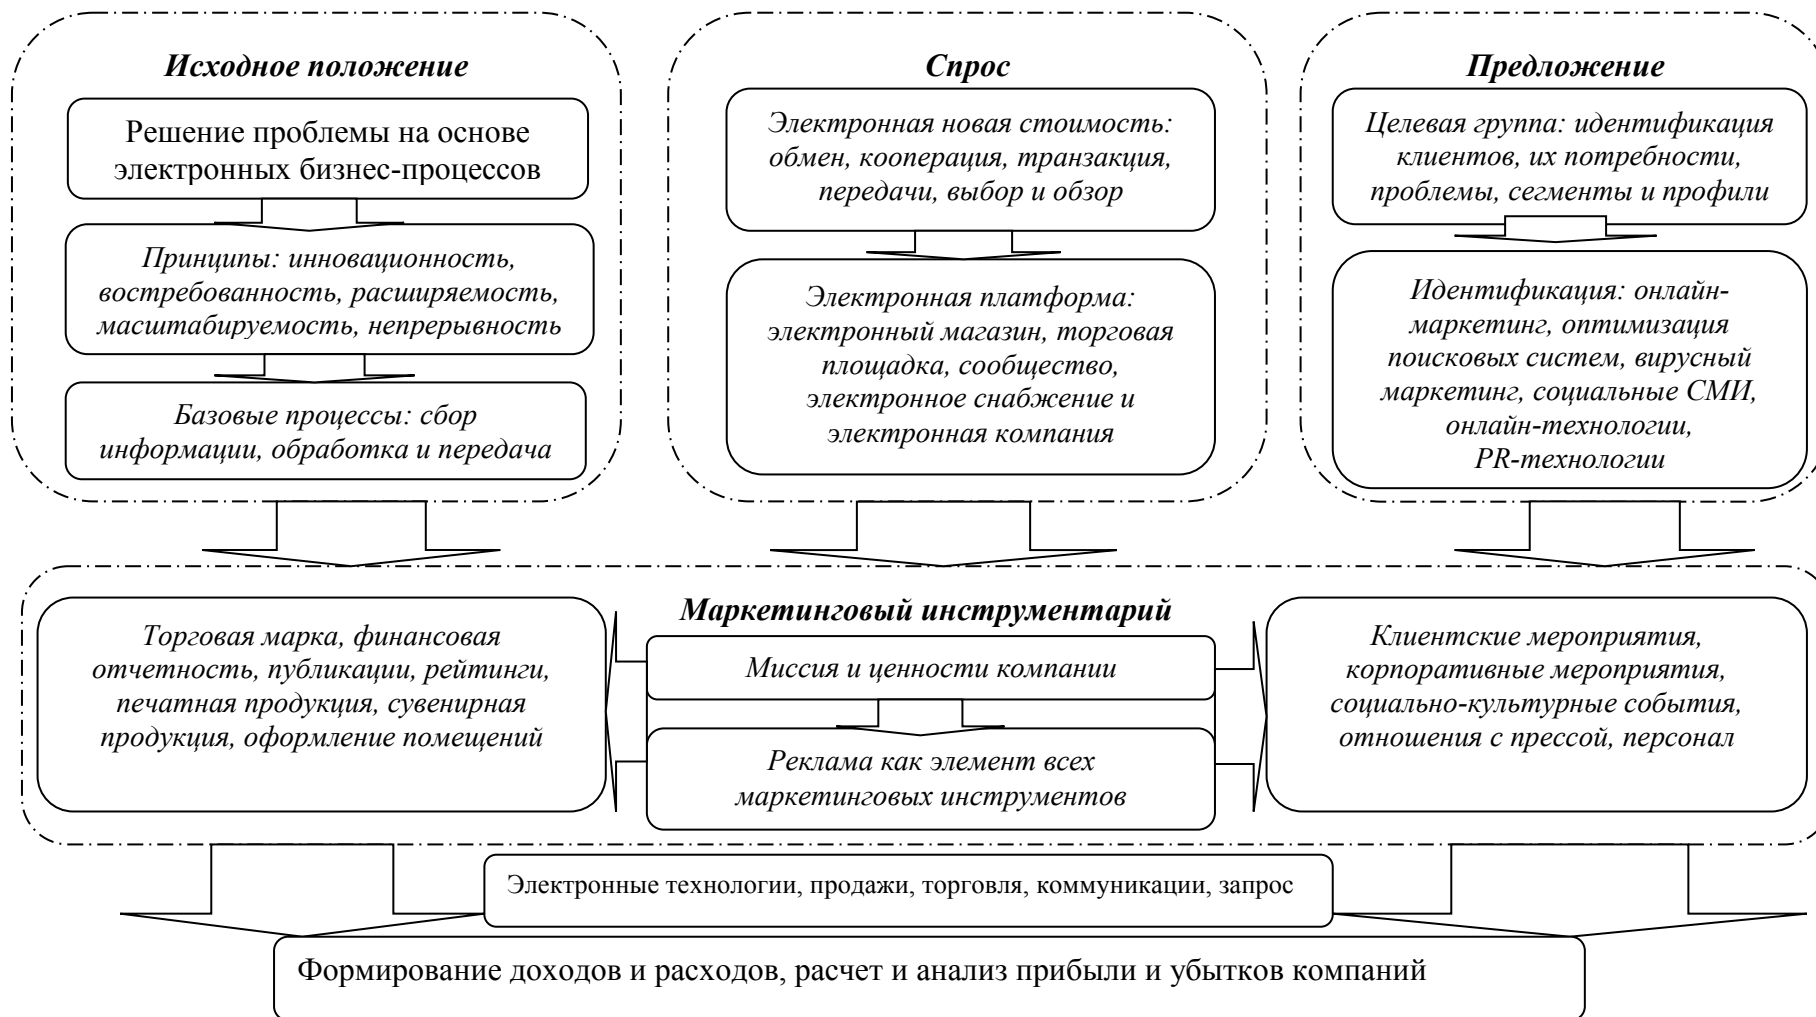 Исходное положение
Решение проблемы на основе
электронных бизнес-процессов
Принципы: инновационность,
востребованность, расширяемость,
масштабируемость, непрерывность
Базовые процессы: сбор
информации, обработка и передача
Спрос
Электронная новая стоимость:
обмен, кооперация, транзакция,
передачи, выбор и обзор
Электронная платформа:
электронный магазин, торговая
площадка, сообщество,
электронное снабжение и
электронная компания
Предложение
Целевая группа: идентификация
клиентов, их потребности,
проблемы, сегменты и профили
Идентификация: онлайн-
маркетинг, оптимизация
поисковых систем, вирусный
маркетинг, социальные СМИ,
онлайн-технологии,
PR-технологии
Маркетинговый инструментарий
Торговая марка, финансовая
отчетность, публикации, рейтинги,
печатная продукция, сувенирная
продукция, оформление помещений
Миссия и ценности компании
Реклама как элемент всех
маркетинговых инструментов
Клиентские мероприятия,
корпоративные мероприятия,
социально-культурные события,
отношения с прессой, персонал
Электронные технологии, продажи, торговля, коммуникации, запрос
Формирование доходов и расходов, расчет и анализ прибыли и убытков компаний